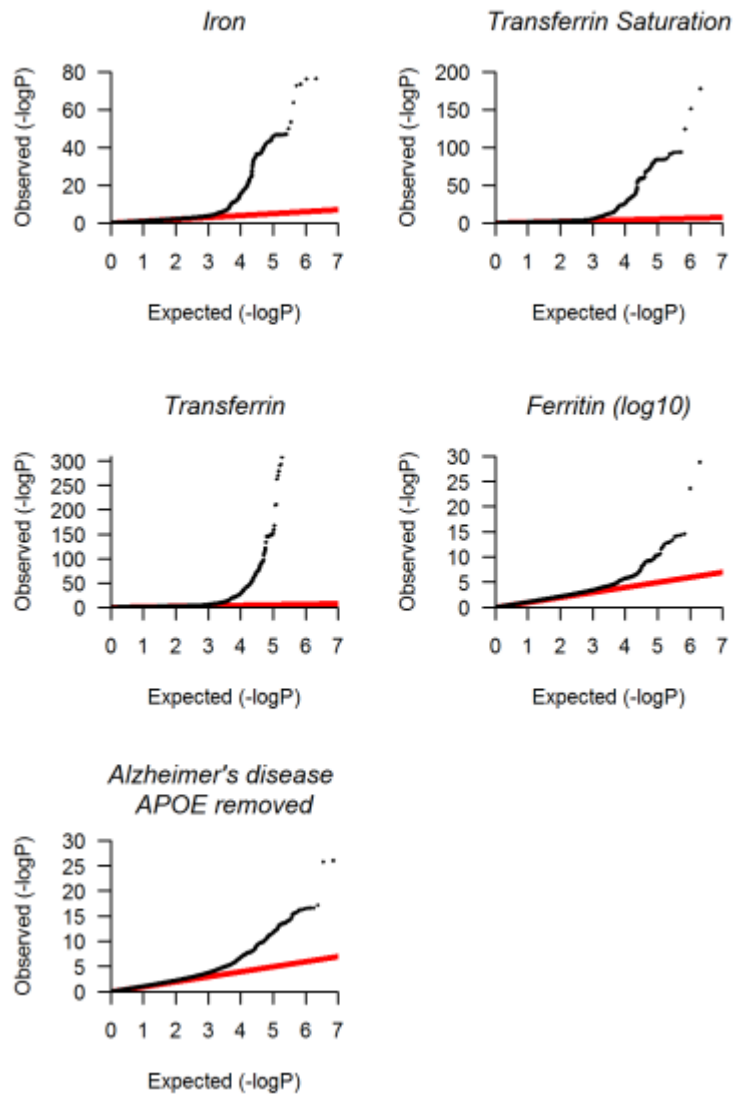 Iron
Observed (-logP)
80
60
40
20
0
0 1 2 3 4 5 6 7
Expected (-logP)
Transferrin Saturation
Observed (-logP)
200
150
100
50
0
0 1 2 3 4 5 6 7
Expected (-logP)
Transferrin
Observed (-logP)
300
250
200
150
100
50
0
0 1 2 3 4 5 6 7
Expected (-logP)
Ferritin (log10)
Observed (-logP)
30
25
20
15
10
5
0
0 1 2 3 4 5 6 7
Expected (-logP)
Alzheimer's disease
APOE removed
Observed (-logP)
30
25
20
15
10
5
0
0 1 2 3 4 5 6 7
Expected (-logP)